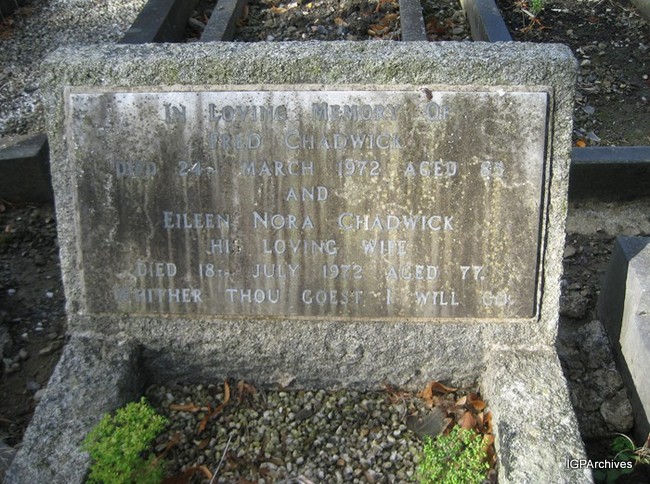 In Loving Memory Of
Fred Chadwick
Died 24TH March 1972 aged 85
and
Eileen Nora Chadwick
his loving wife
Died 18TH July 1972 aged 77.
Whither thou goest, I will go.
IGPArchives